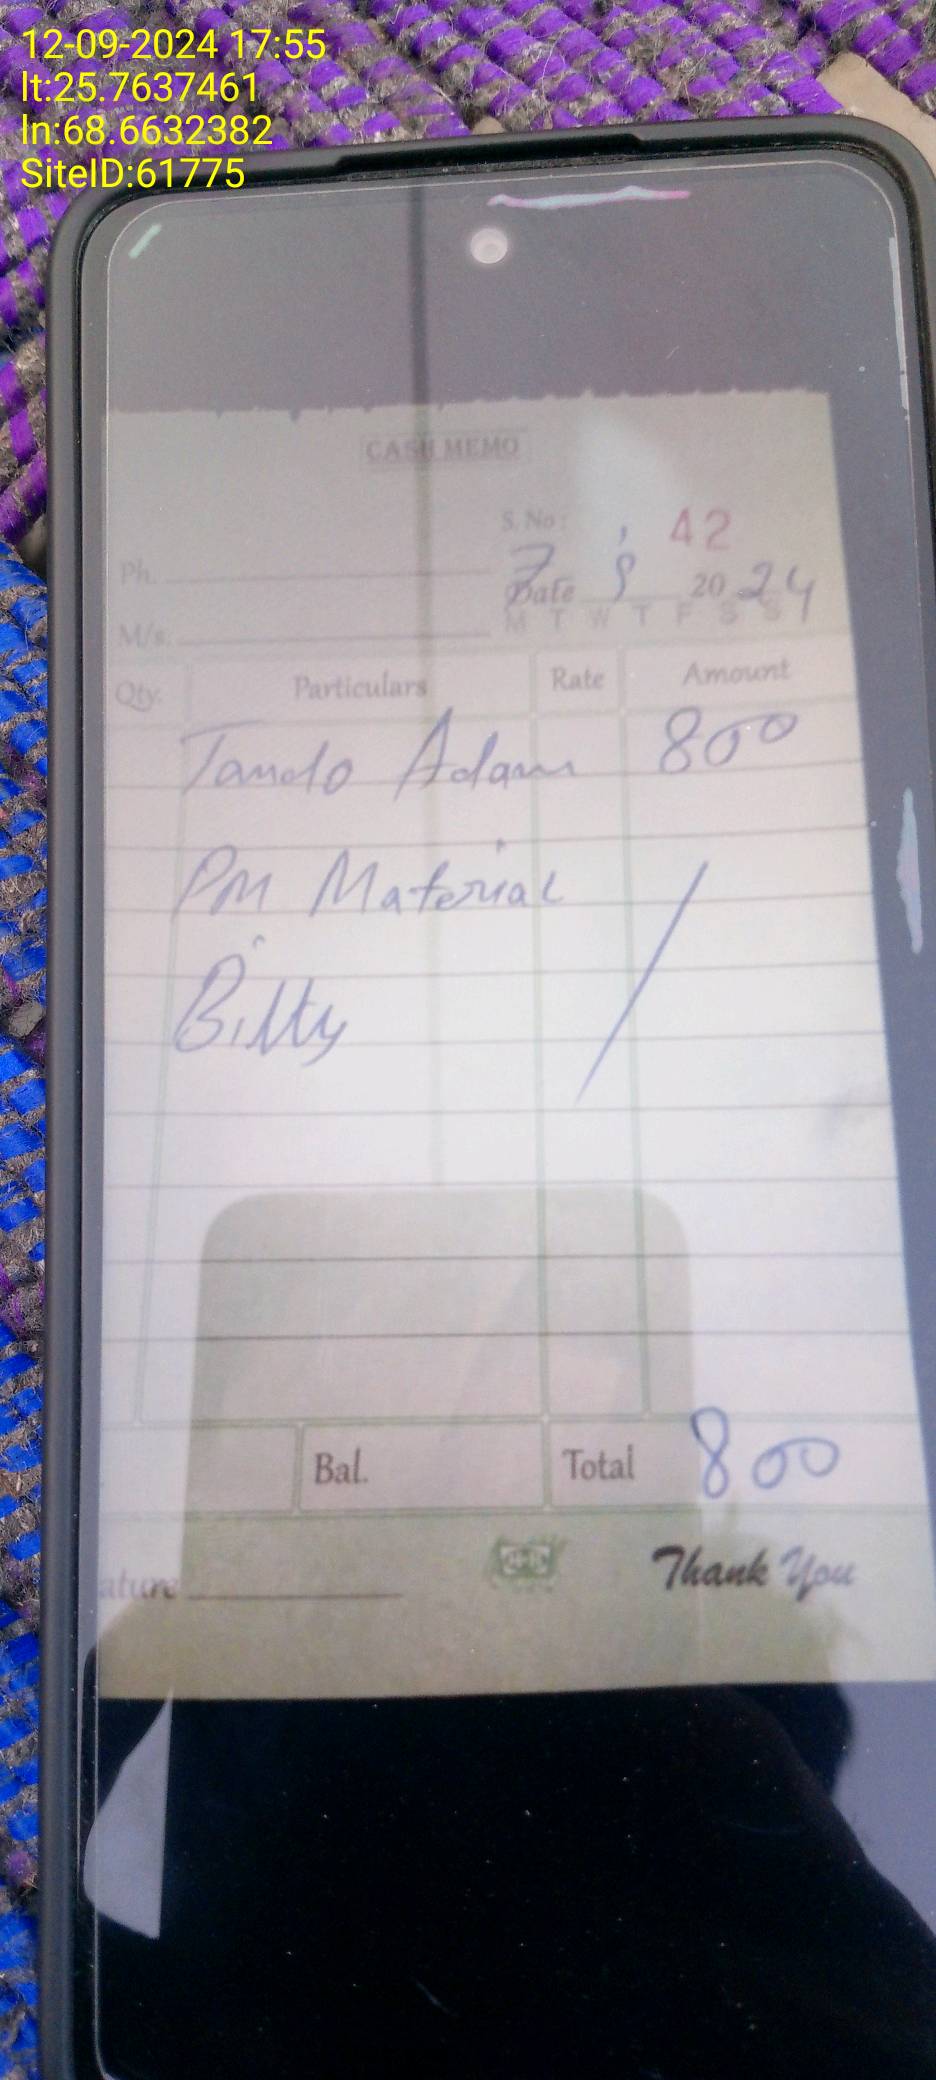 12-09-2024 17:55
lt:25.7637461
ln:68.6632382
SiteID:61775
CASH MEMO
S. No: 42
Ph.
Date 7 9 2024
M/s.
M T W T F S S
Qty. Particulars Rate Amount
Tando Adam 800
PM Material
Bilty
Bal. Total 800
ature Thank You